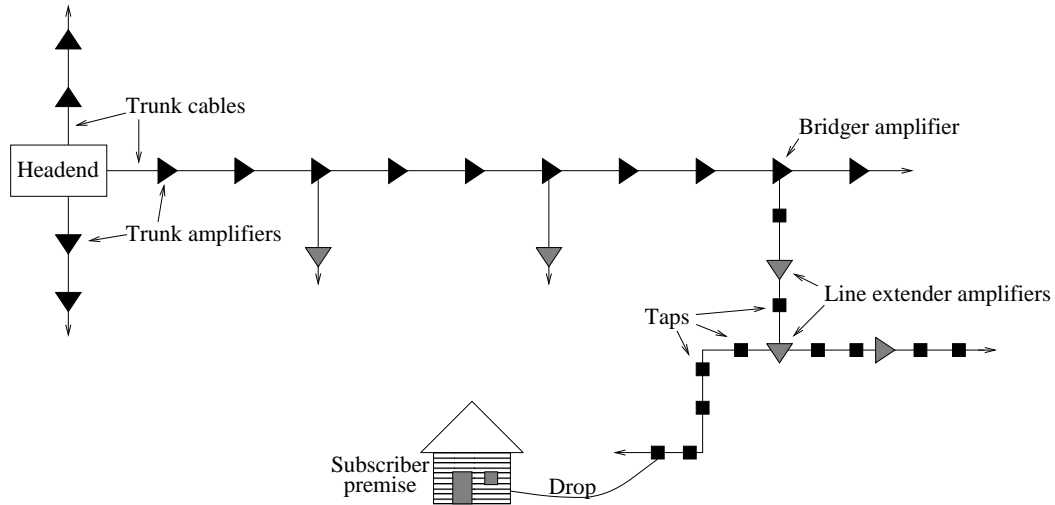 Trunk cables
Bridger amplifier
Headend
Trunk amplifiers
Line extender amplifiers
Taps
Subscriber
premise
Drop